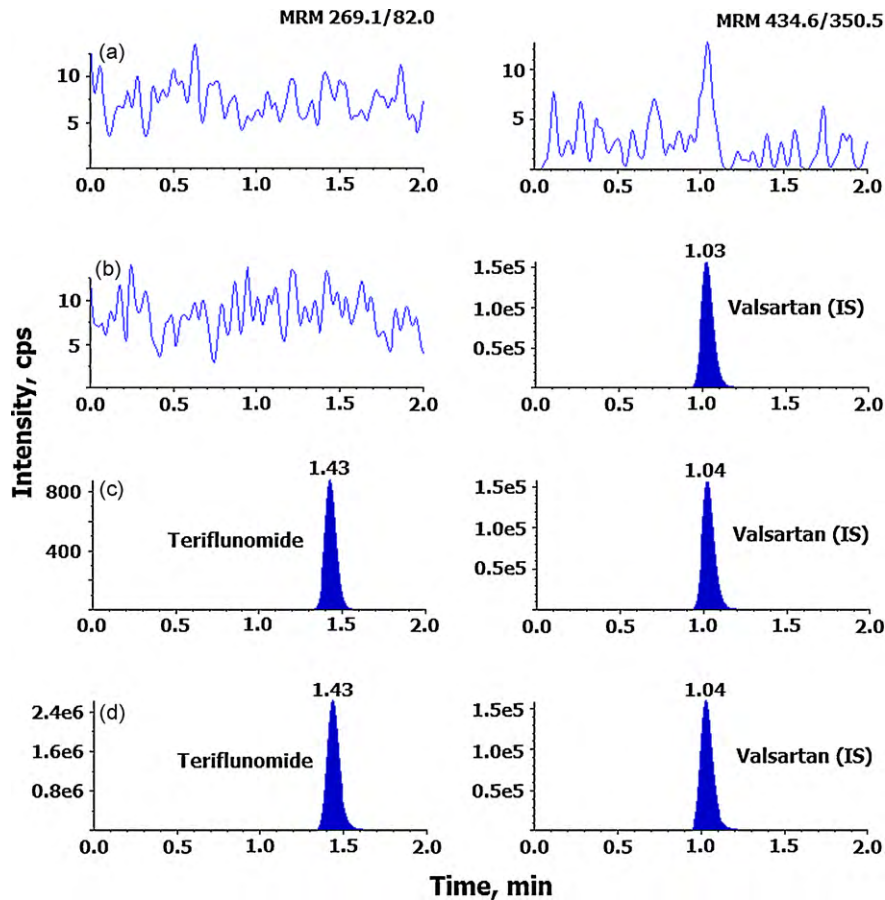 MRM 269.1/82.0
MRM 434.6/350.5
(a)
10
5
0.0 0.5 1.0 1.5 2.0
10
5
0.0 0.5 1.0 1.5 2.0
(b)
10
5
0.0 0.5 1.0 1.5 2.0
1.03
1.5e5
1.0e5
0.5e5
Valsartan (IS)
0.0 0.5 1.0 1.5 2.0
Intensity, cps
(c)
1.43
800
400
Teriflunomide
0.0 0.5 1.0 1.5 2.0
1.04
1.5e5
1.0e5
0.5e5
Valsartan (IS)
0.0 0.5 1.0 1.5 2.0
(d)
1.43
2.4e6
1.6e6
0.8e6
Teriflunomide
0.0 0.5 1.0 1.5 2.0
1.04
1.5e5
1.0e5
0.5e5
Valsartan (IS)
0.0 0.5 1.0 1.5 2.0
Time, min